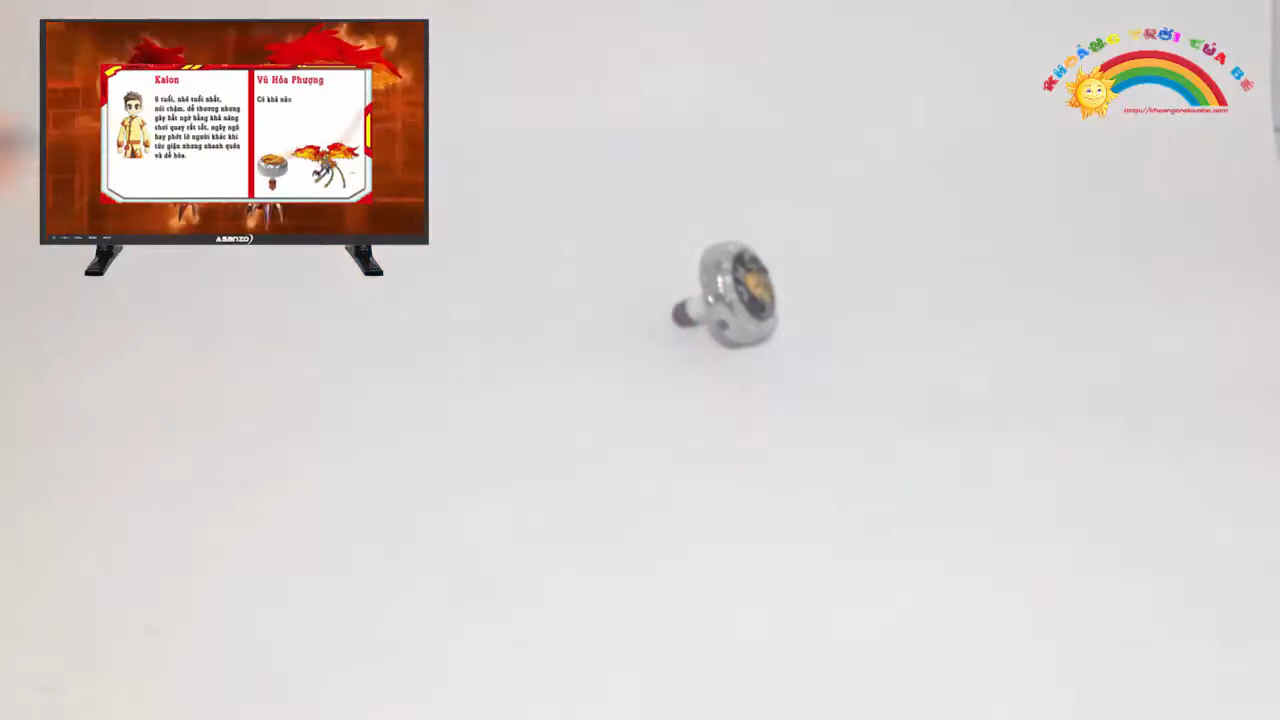 Kalon
6 tuổi, nhỏ tuổi nhất,
nói chậm, dễ thương nhưng
gây bất ngờ bằng khả năng
chơi quay rất tốt, ngây ngô
hay phớt lờ người khác khi
tức giận nhưng nhanh quên
và dễ hòa.
Vũ Hỏa Phượng
Có khả năo
Asanzo
KHOẢNG TRỜI CỦA BÉ